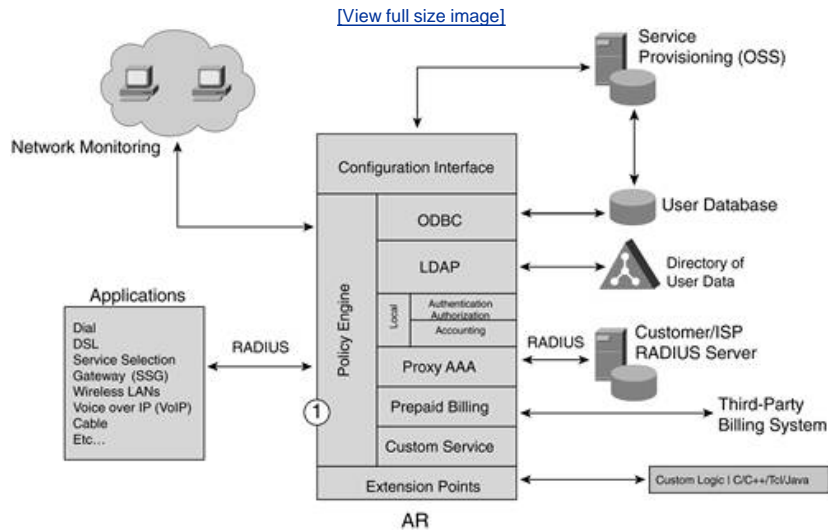 [View full size image]
Service
Provisioning (OSS)
Network Monitoring
Configuration Interface
User Database
ODBC
LDAP
Directory of
User Data
Policy Engine
Local
Authentication
Authorization
Accounting
Applications
Dial
DSL
Service Selection
Gateway (SSG)
Wireless LANs
Voice over IP (VoIP)
Cable
Etc...
RADIUS
RADIUS
Customer/ISP
RADIUS Server
Proxy AAA
1
Prepaid Billing
Third-Party
Billing System
Custom Service
Extension Points
Custom Logic | C/C++/Tcl/Java
AR